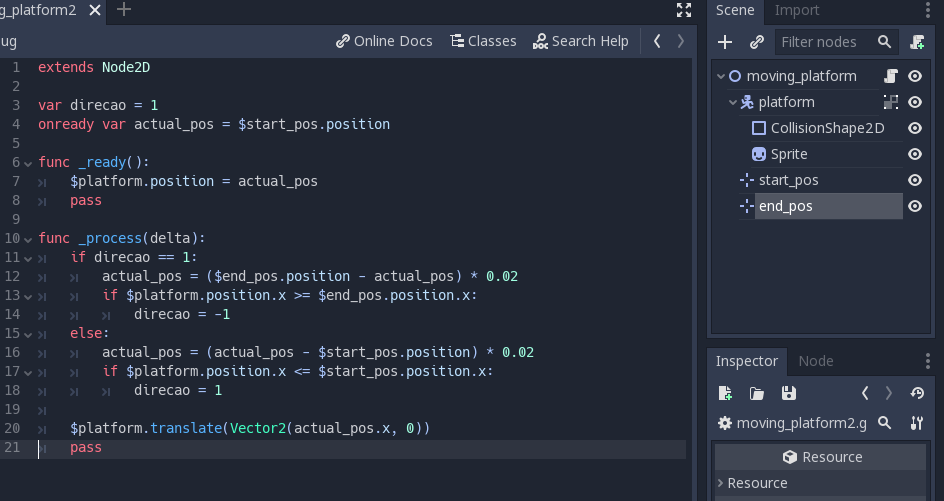 g_platform2
ug
Online Docs
Classes
Search Help
1 extends Node2D
2
3 var direcao = 1
4 onready var actual_pos = $start_pos.position
5
6 func _ready():
7 $platform.position = actual_pos
8 pass
9
10 func _process(delta):
11 if direcao == 1:
12 actual_pos = ($end_pos.position - actual_pos) * 0.02
13 if $platform.position.x >= $end_pos.position.x:
14 direcao = -1
15 else:
16 actual_pos = (actual_pos - $start_pos.position) * 0.02
17 if $platform.position.x <= $start_pos.position.x:
18 direcao = 1
19
20 $platform.translate(Vector2(actual_pos.x, 0))
21 pass
Scene
Import
Filter nodes
moving_platform
platform
CollisionShape2D
Sprite
start_pos
end_pos
Inspector
Node
moving_platform2.g
Resource
Resource